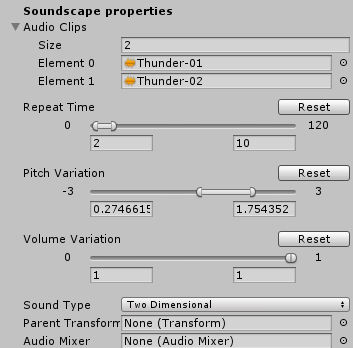 Soundscape properties
Audio Clips
Size 2
Element 0 Thunder-01
Element 1 Thunder-02
Repeat Time Reset
0 120
2 10
Pitch Variation Reset
-3 3
0.2746615 1.754352
Volume Variation Reset
0 1
1 1
Sound Type Two Dimensional
Parent Transform None (Transform)
Audio Mixer None (Audio Mixer)